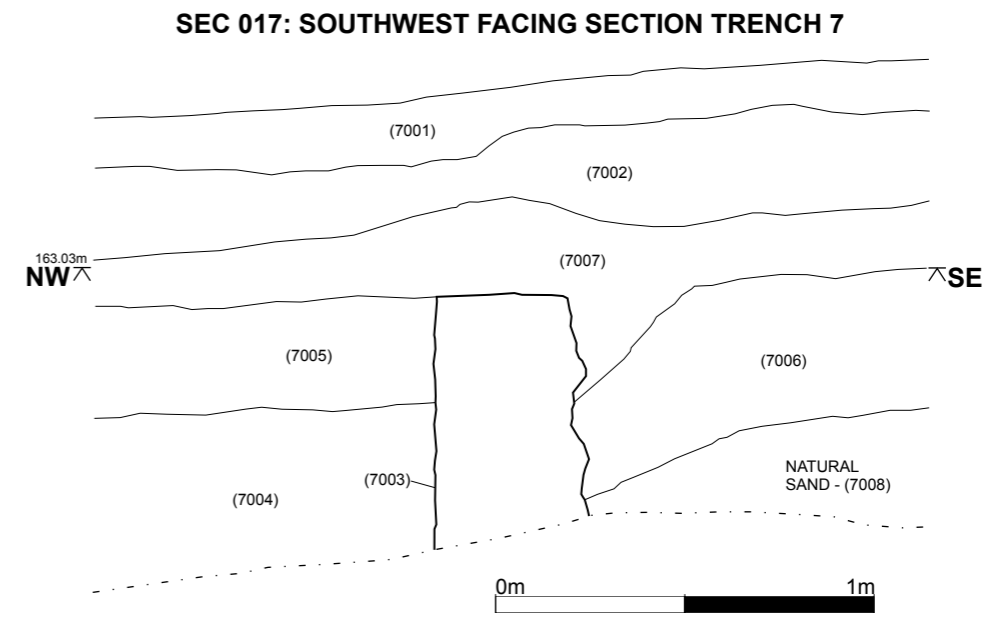 SEC 017: SOUTHWEST FACING SECTION TRENCH 7
(7001)
(7002)
163.03m
NW
(7007)
SE
(7005)
(7006)
(7003)
(7004)
NATURAL
SAND - (7008)
0m
1m